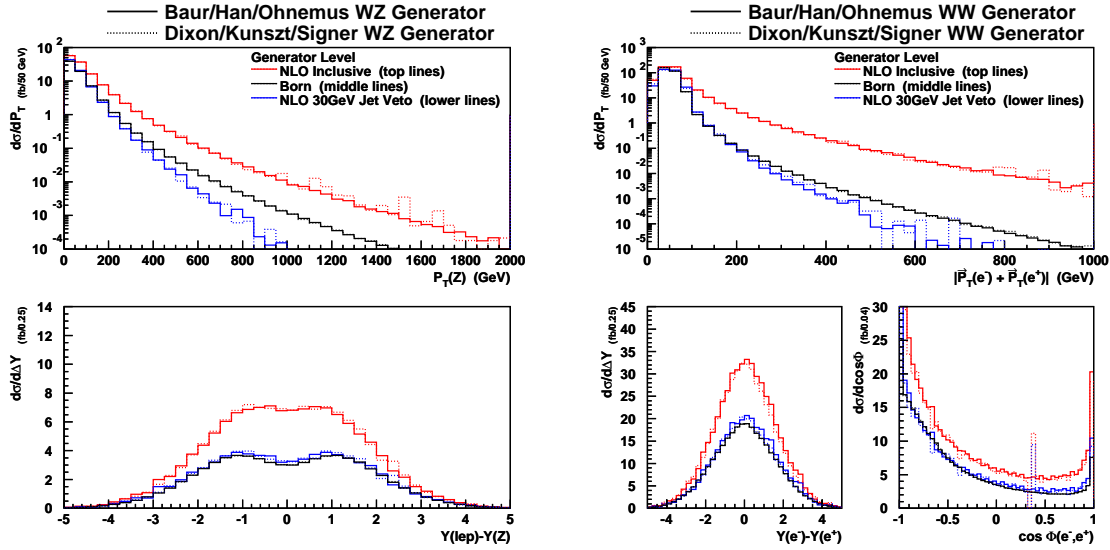 Baur/Han/Ohnemus WZ Generator
Dixon/Kunszt/Signer WZ Generator
dσ/dP_T (fb/50 GeV)
10^2
10
1
10^-1
10^-2
10^-3
10^-4
10
Generator Level
NLO Inclusive (top lines)
Born (middle lines)
NLO 30GeV Jet Veto (lower lines)
0 200 400 600 800 1000 1200 1400 1600 1800 2000
P_T(Z) (GeV)
Baur/Han/Ohnemus WW Generator
Dixon/Kunszt/Signer WW Generator
dσ/dP_T (fb/50 GeV)
10^3
10^2
10
1
10^-1
10^-2
10^-3
10^-4
10^-5
10
Generator Level
NLO Inclusive (top lines)
Born (middle lines)
NLO 30GeV Jet Veto (lower lines)
0 200 400 600 800 1000
|P⃗_T(e^-) + P⃗_T(e^+)| (GeV)
dσ/dΔY (fb/0.25)
14
12
10
8
6
4
2
0
-5 -4 -3 -2 -1 0 1 2 3 4 5
Y(lep)-Y(Z)
dσ/dΔY (fb/0.25)
45
40
35
30
25
20
15
10
5
0
-4 -2 0 2 4
Y(e^-)-Y(e^+)
dσ/dcosΦ (fb/0.04)
30
25
20
15
10
5
0
-1 -0.5 0 0.5 1
cos Φ(e^-,e^+)